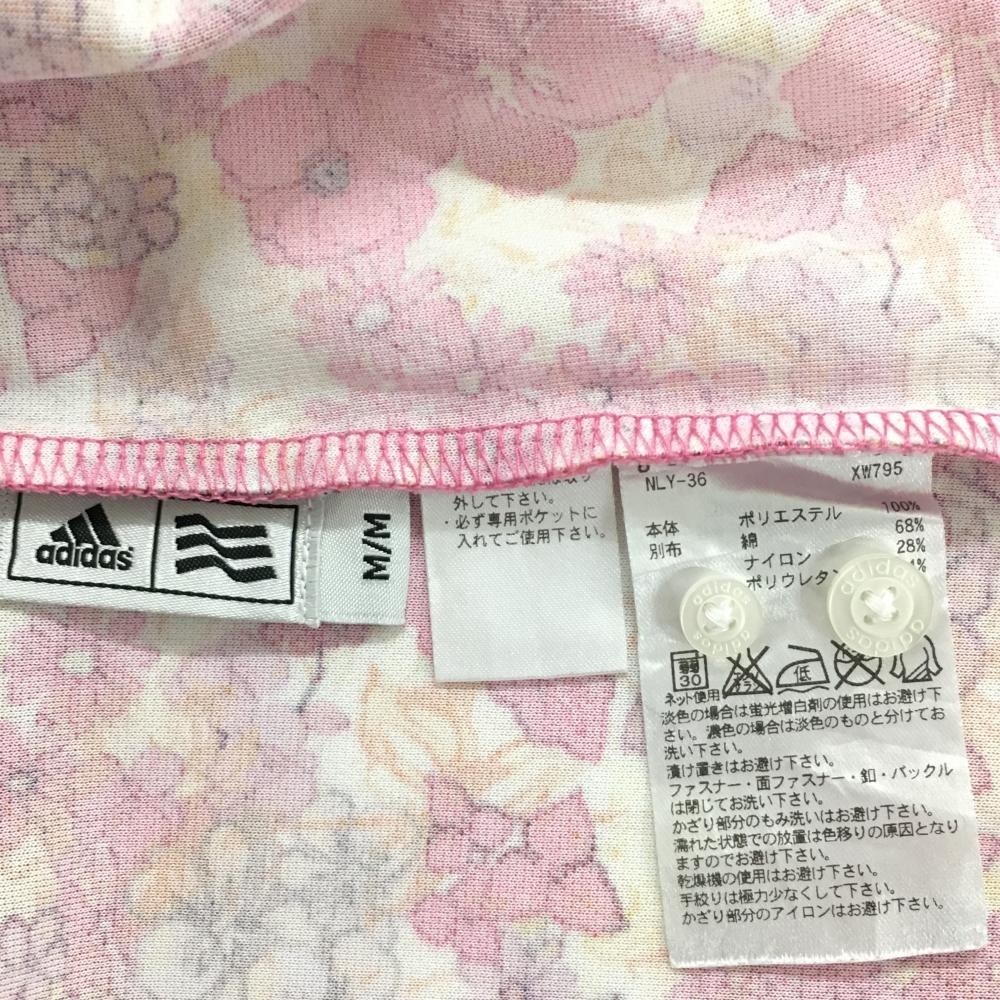 adidas
M/M
外して下さい。
・必ず専用ポケットに
入れてご使用下さい。
NLY-36
XW795
本体 ポリエステル 100%
別布 綿 68%
ナイロン 28%
ポリウレタン
adidas
adidas
adidas
adidas
30
低
ネット使用
淡色の場合は蛍光増白剤の使用はお避け下
さい。濃色の場合は淡色のものと分けてお
洗い下さい。
漬け置きはお避け下さい。
ファスナー・面ファスナー・釦・バックル
は閉じてお洗い下さい。
かざり部分のもみ洗いはお避け下さい。
濡れた状態での放置は色移りの原因となり
ますのでお避け下さい。
乾燥機の使用はお避け下さい。
手絞りは極力少なくして下さい。
かざり部分のアイロンはお避け下さい。